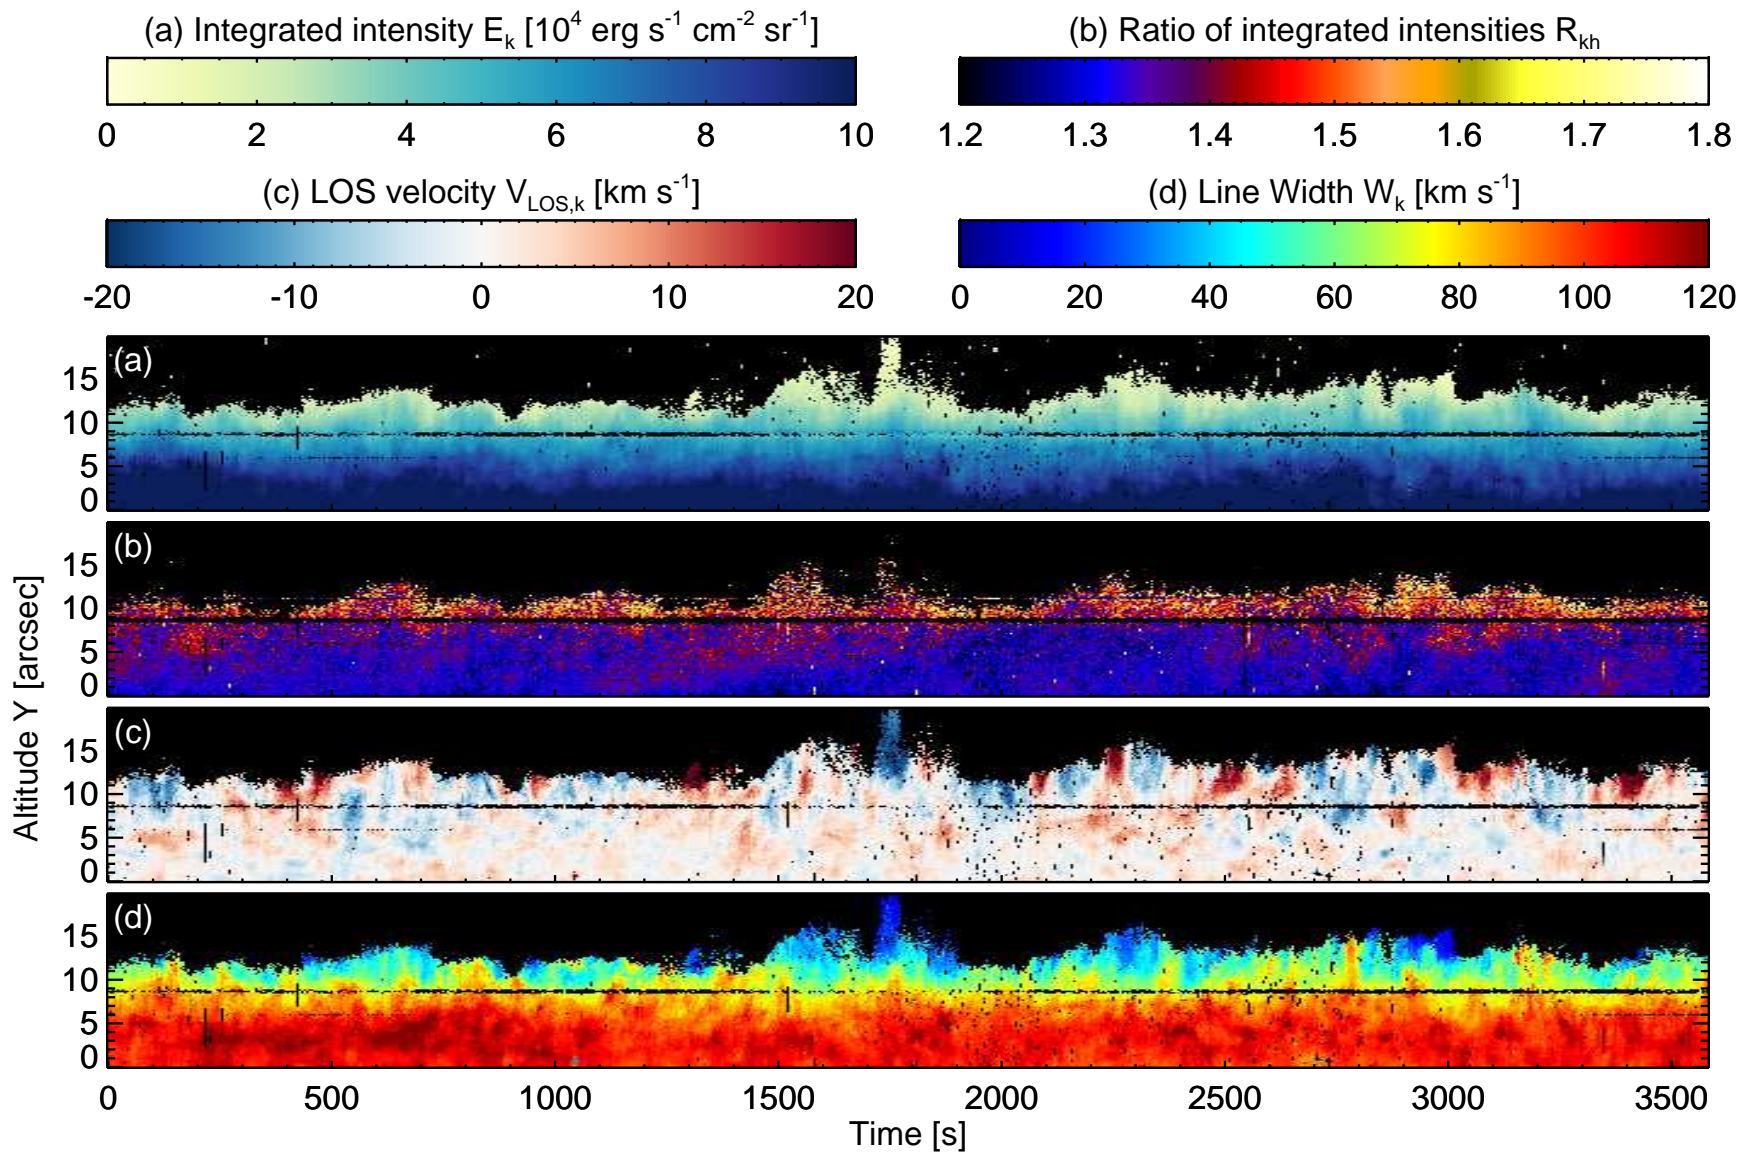 (a) Integrated intensity E_k [10^4 erg s^-1 cm^-2 sr^-1]
0 2 4 6 8 10
(b) Ratio of integrated intensities R_kh
1.2 1.3 1.4 1.5 1.6 1.7 1.8
(c) LOS velocity V_LOS,k [km s^-1]
-20 -10 0 10 20
(d) Line Width W_k [km s^-1]
0 20 40 60 80 100 120
Altitude Y [arcsec]
(a)
15
10
5
0
(b)
15
10
5
0
(c)
15
10
5
0
(d)
15
10
5
0
0 500 1000 1500 2000 2500 3000 3500
Time [s]